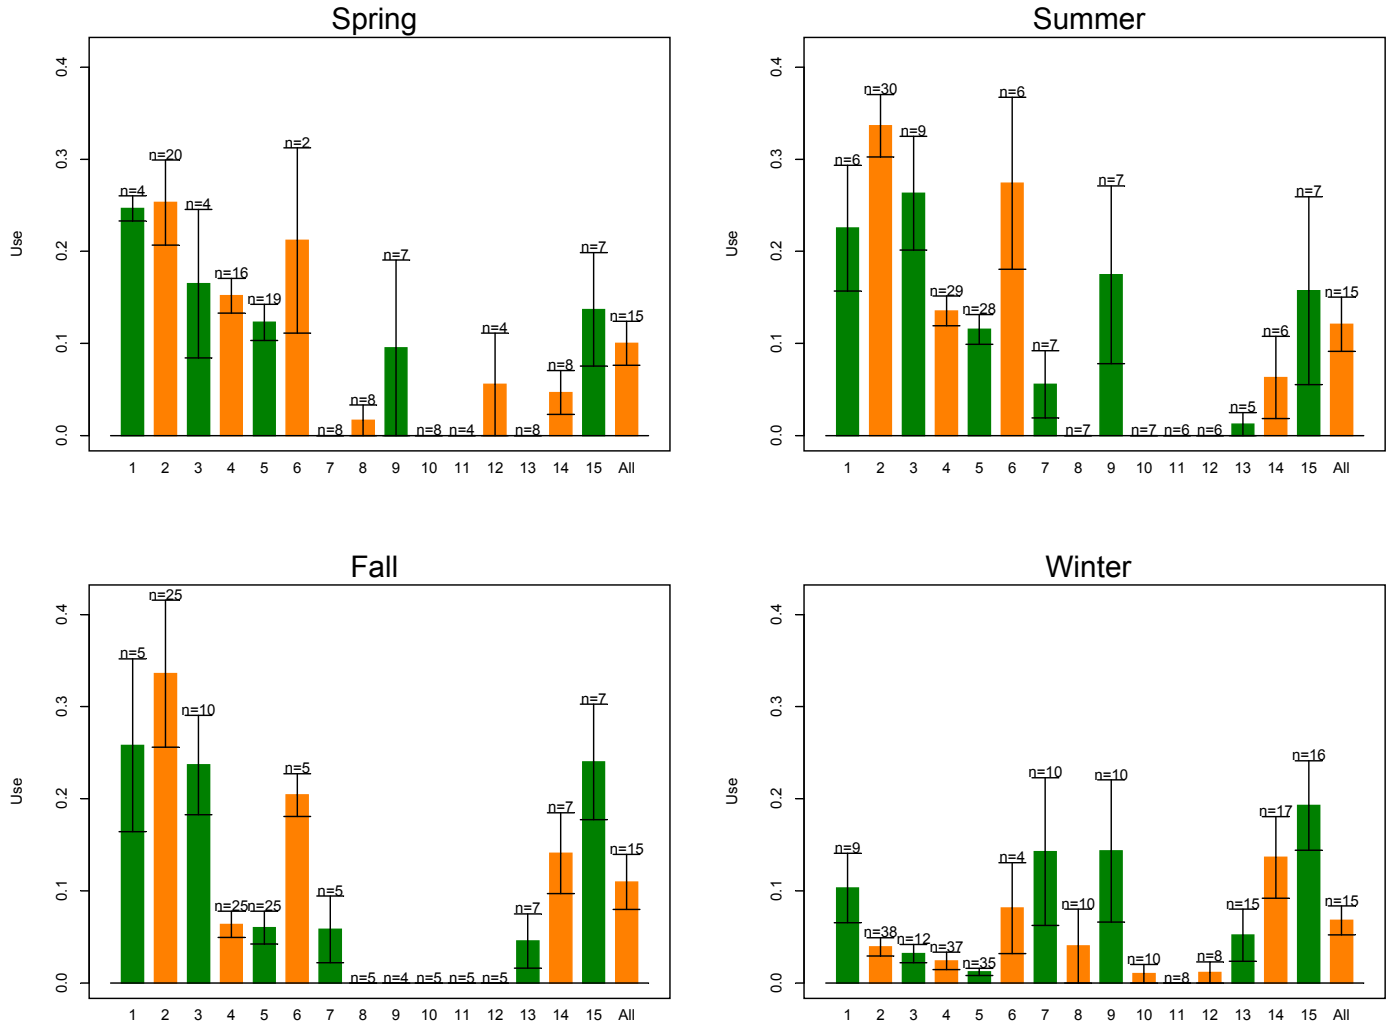 Spring
0.4
0.3
0.2
0.1
0.0
Use
n=4
n=20
n=4
n=16
n=19
n=2
n=8
n=8
n=7
n=8
n=4
n=4
n=8
n=8
n=7
n=15
1 2 3 4 5 6 7 8 9 10 11 12 13 14 15 All
Summer
0.4
0.3
0.2
0.1
0.0
Use
n=6
n=30
n=9
n=29
n=28
n=6
n=7
n=7
n=7
n=7
n=6
n=6
n=5
n=6
n=7
n=15
1 2 3 4 5 6 7 8 9 10 11 12 13 14 15 All
Fall
0.4
0.3
0.2
0.1
0.0
Use
n=5
n=25
n=10
n=25
n=25
n=5
n=5
n=5
n=4
n=5
n=5
n=5
n=7
n=7
n=7
n=15
1 2 3 4 5 6 7 8 9 10 11 12 13 14 15 All
Winter
0.4
0.3
0.2
0.1
0.0
Use
n=9
n=38
n=12
n=37
n=35
n=4
n=10
n=10
n=10
n=10
n=8
n=8
n=15
n=17
n=16
n=15
1 2 3 4 5 6 7 8 9 10 11 12 13 14 15 All